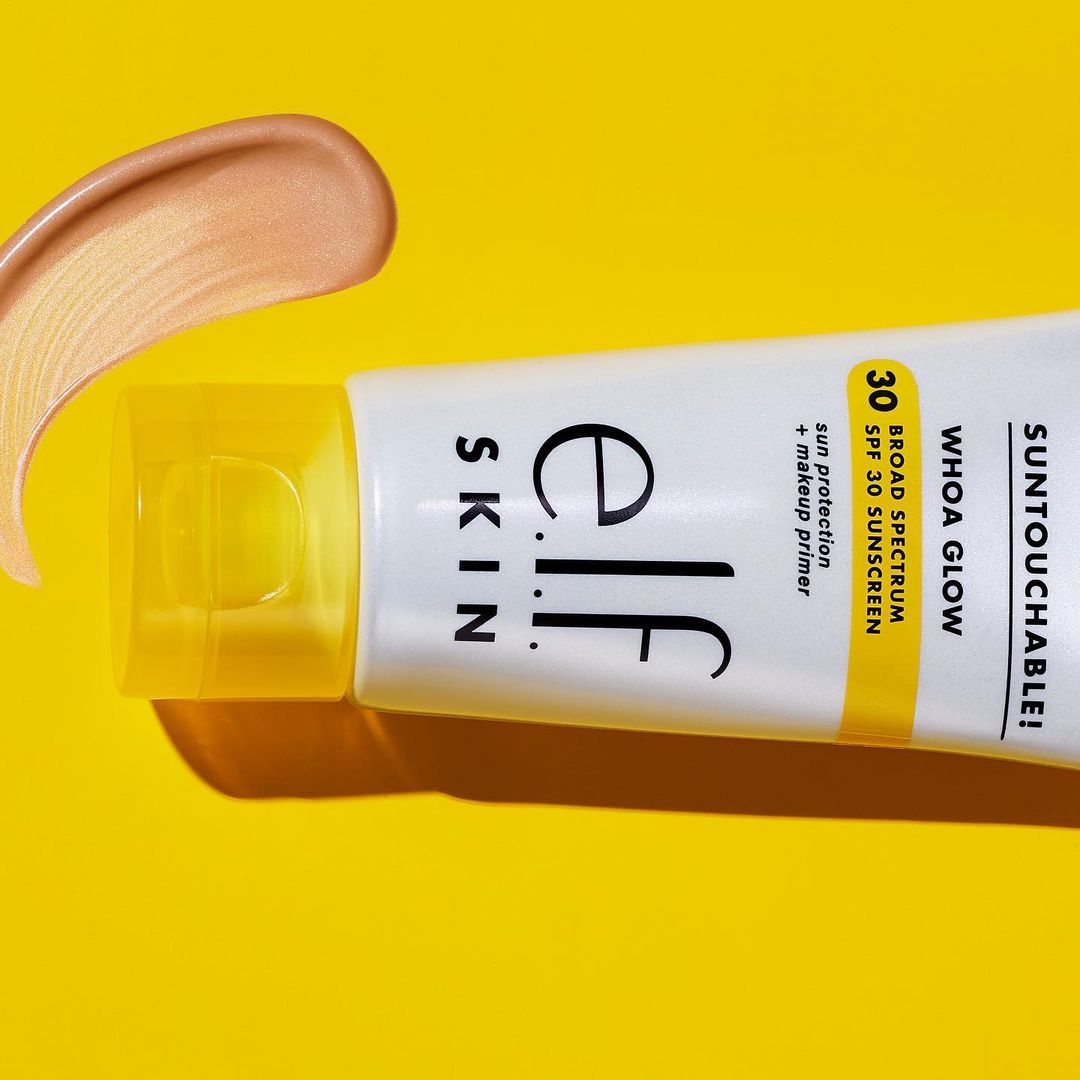 SUNTOUCHABLE!
WHOA GLOW
30 BROAD SPECTRUM
SPF 30 SUNSCREEN
sun protection
+ makeup primer
e.l.f.
SKIN